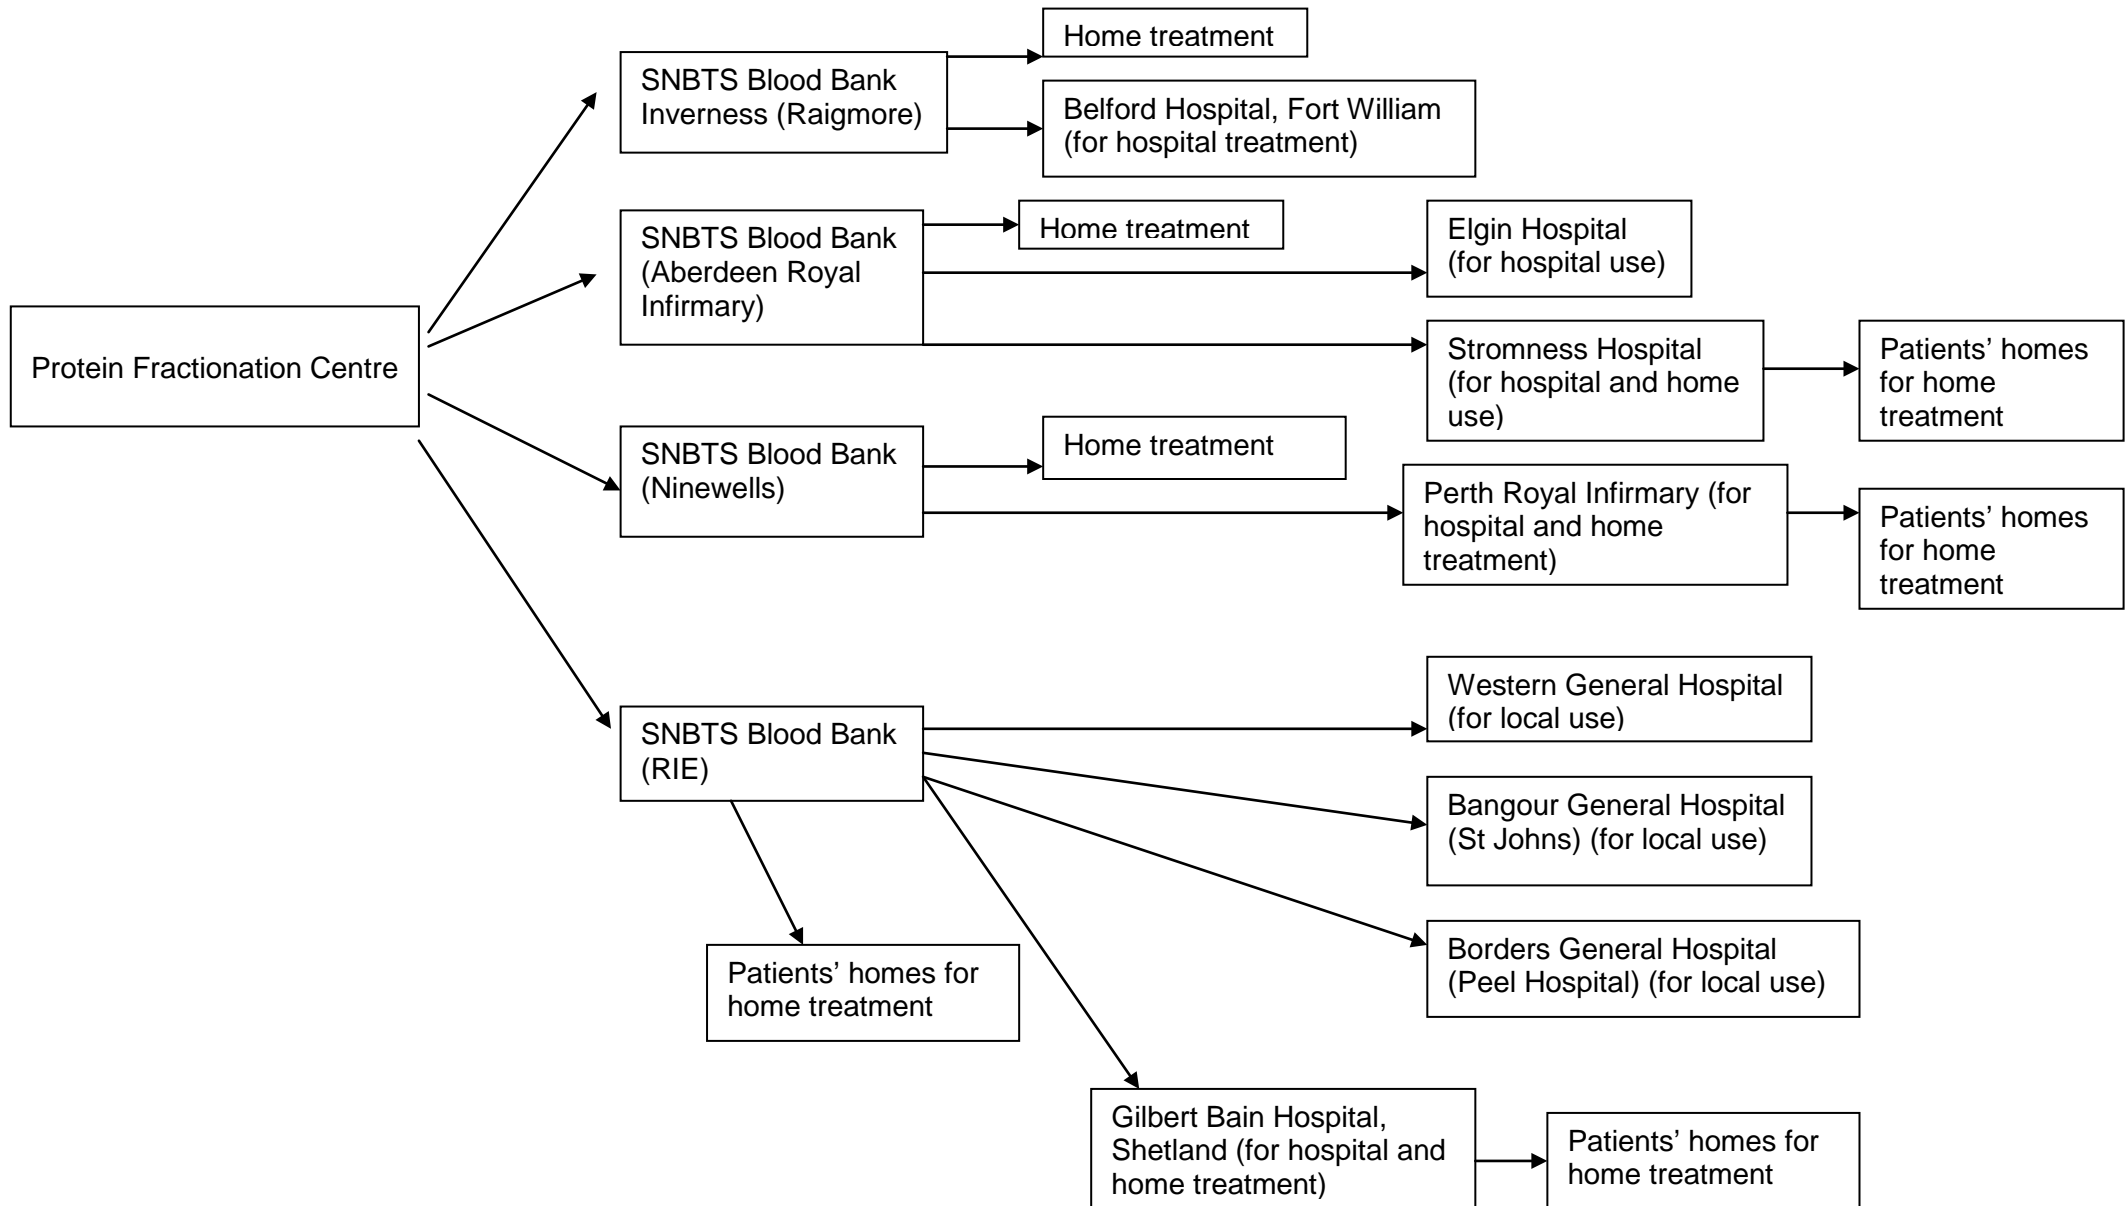 Protein Fractionation Centre
SNBTS Blood Bank
Inverness (Raigmore)
Home treatment
Belford Hospital, Fort William
(for hospital treatment)
SNBTS Blood Bank
(Aberdeen Royal
Infirmary)
Home treatment
Elgin Hospital
(for hospital use)
Stromness Hospital
(for hospital and home
use)
Patients’ homes
for home
treatment
SNBTS Blood Bank
(Ninewells)
Home treatment
Perth Royal Infirmary (for
hospital and home
treatment)
Patients’ homes
for home
treatment
SNBTS Blood Bank
(RIE)
Western General Hospital
(for local use)
Bangour General Hospital
(St Johns) (for local use)
Borders General Hospital
(Peel Hospital) (for local use)
Patients’ homes for
home treatment
Gilbert Bain Hospital,
Shetland (for hospital and
home treatment)
Patients’ homes for
home treatment